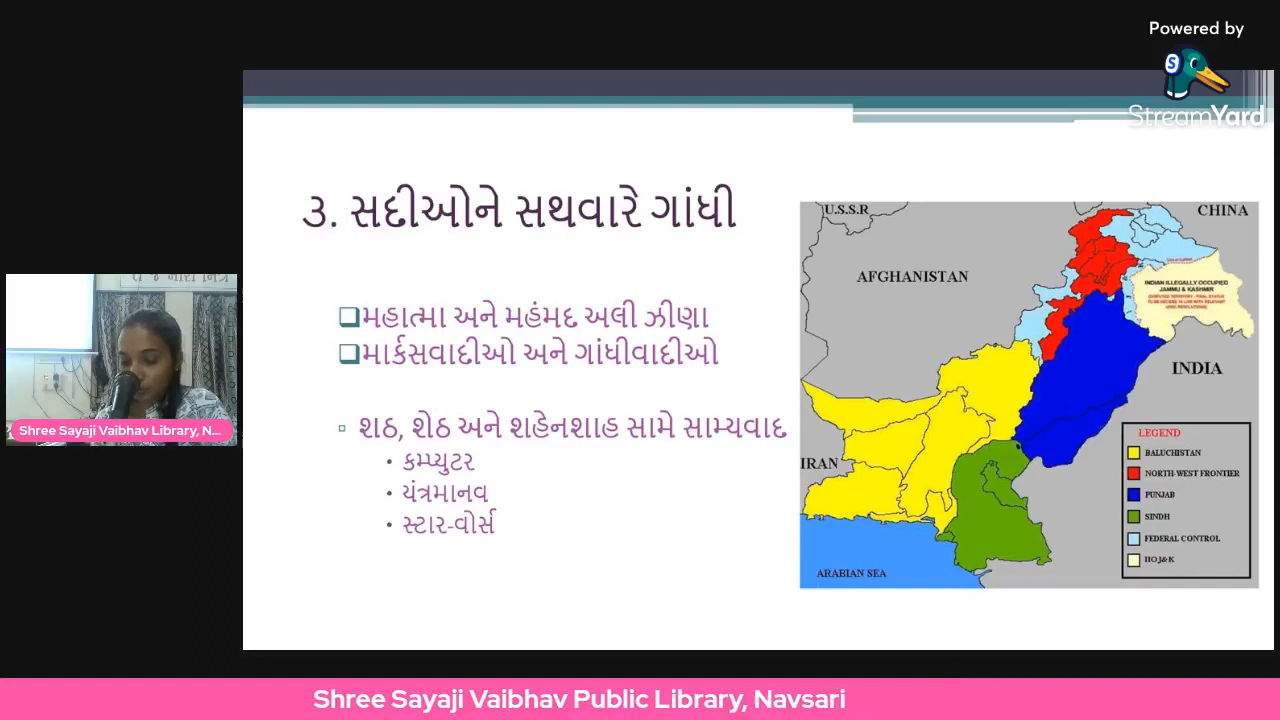 Powered by
S
StreamYard
૩. સદીઓને સથવારે ગાંધી
મહાત્મા અને મહંમદ અલી ઝીણા
માર્કસવાદીઓ અને ગાંધીવાદીઓ
શઠ, શેઠ અને શહેનશાહ સામે સામ્યવાદ
કમ્પ્યુટર
યંત્રમાનવ
સ્ટાર-વોર્સ
U.S.S.R
CHINA
AFGHANISTAN
INDIAN ILLEGALLY OCCUPIED
JAMMU & KASHMIR
INDIA
IRAN
ARABIAN SEA
LEGEND
BALUCHISTAN
NORTH-WEST FRONTIER
PUNJAB
SINDH
FEDERAL CONTROL
IIOJ&K
Shree Sayaji Vaibhav Library, N...
Shree Sayaji Vaibhav Public Library, Navsari